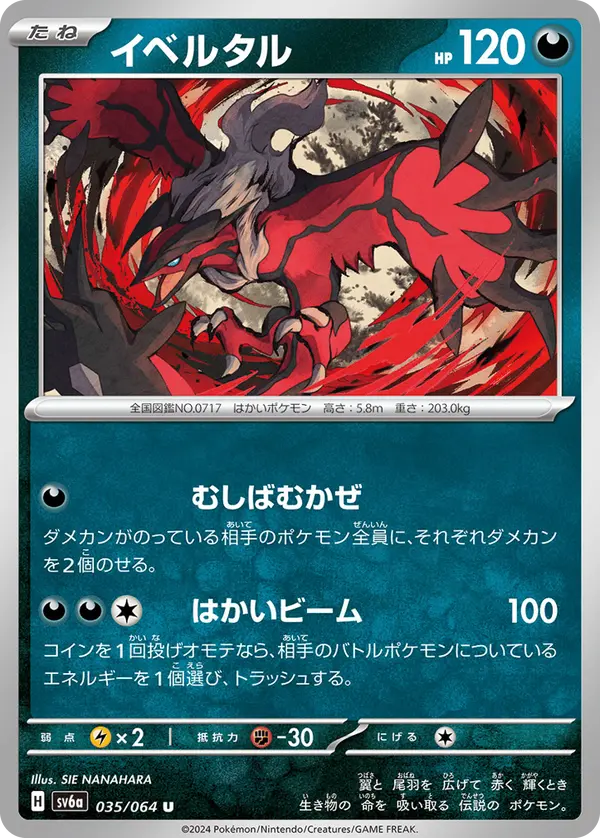 たね イベルタル HP 120
全国図鑑NO.0717 はかいポケモン 高さ:5.8m 重さ:203.0kg
むしばむかぜ
ダメカンがのっている相手のポケモン全員に、それぞれダメカン
を2個のせる。
はかいビーム 100
コインを1回投げオモテなら、相手のバトルポケモンについている
エネルギーを1個選び、トラッシュする。
弱点 ×2 抵抗力 -30 にげる
Illus. SIE NANAHARA
翼と尾羽を広げて赤く輝くとき
生き物の命を吸い取る伝説のポケモン。
H sv6a 035/064 U
©2024 Pokémon/Nintendo/Creatures/GAME FREAK.